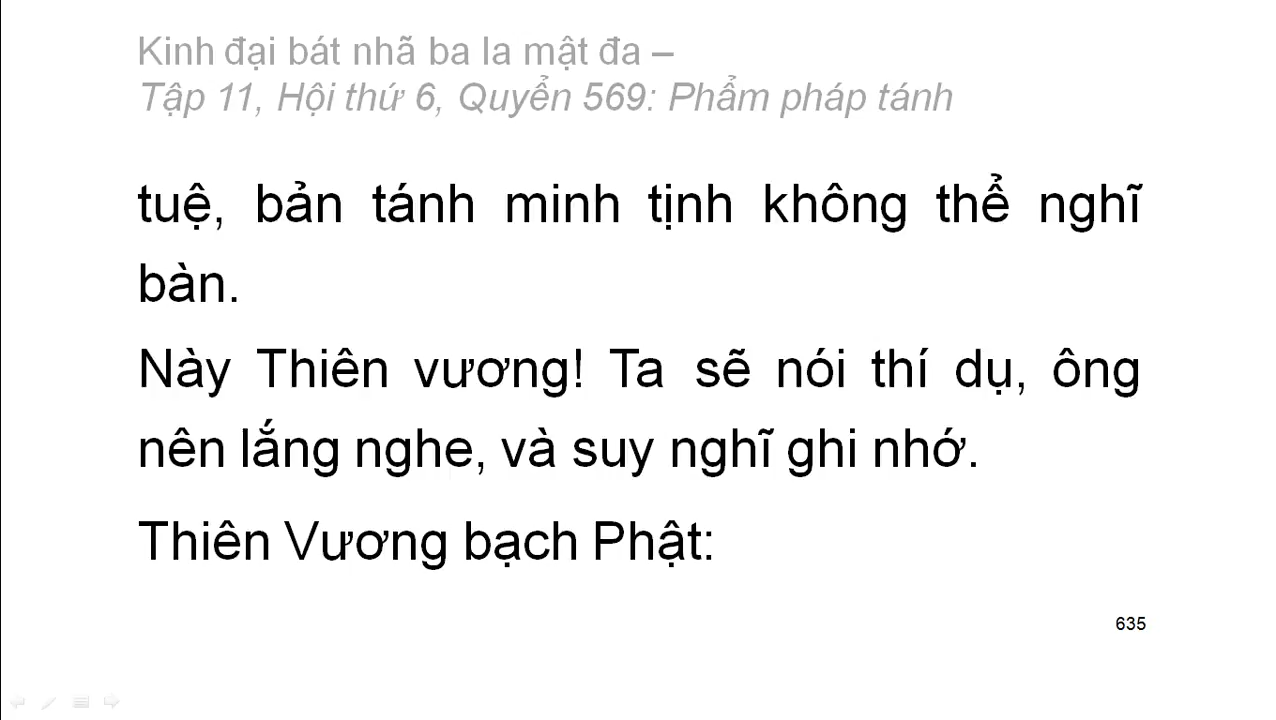 Kinh đại bát nhã ba la mật đa –
Tập 11, Hội thứ 6, Quyển 569: Phẩm pháp tánh
tuệ, bản tánh minh tịnh không thể nghĩ
bàn.
Này Thiên vương! Ta sẽ nói thí dụ, ông
nên lắng nghe, và suy nghĩ ghi nhớ.
Thiên Vương bạch Phật:
635